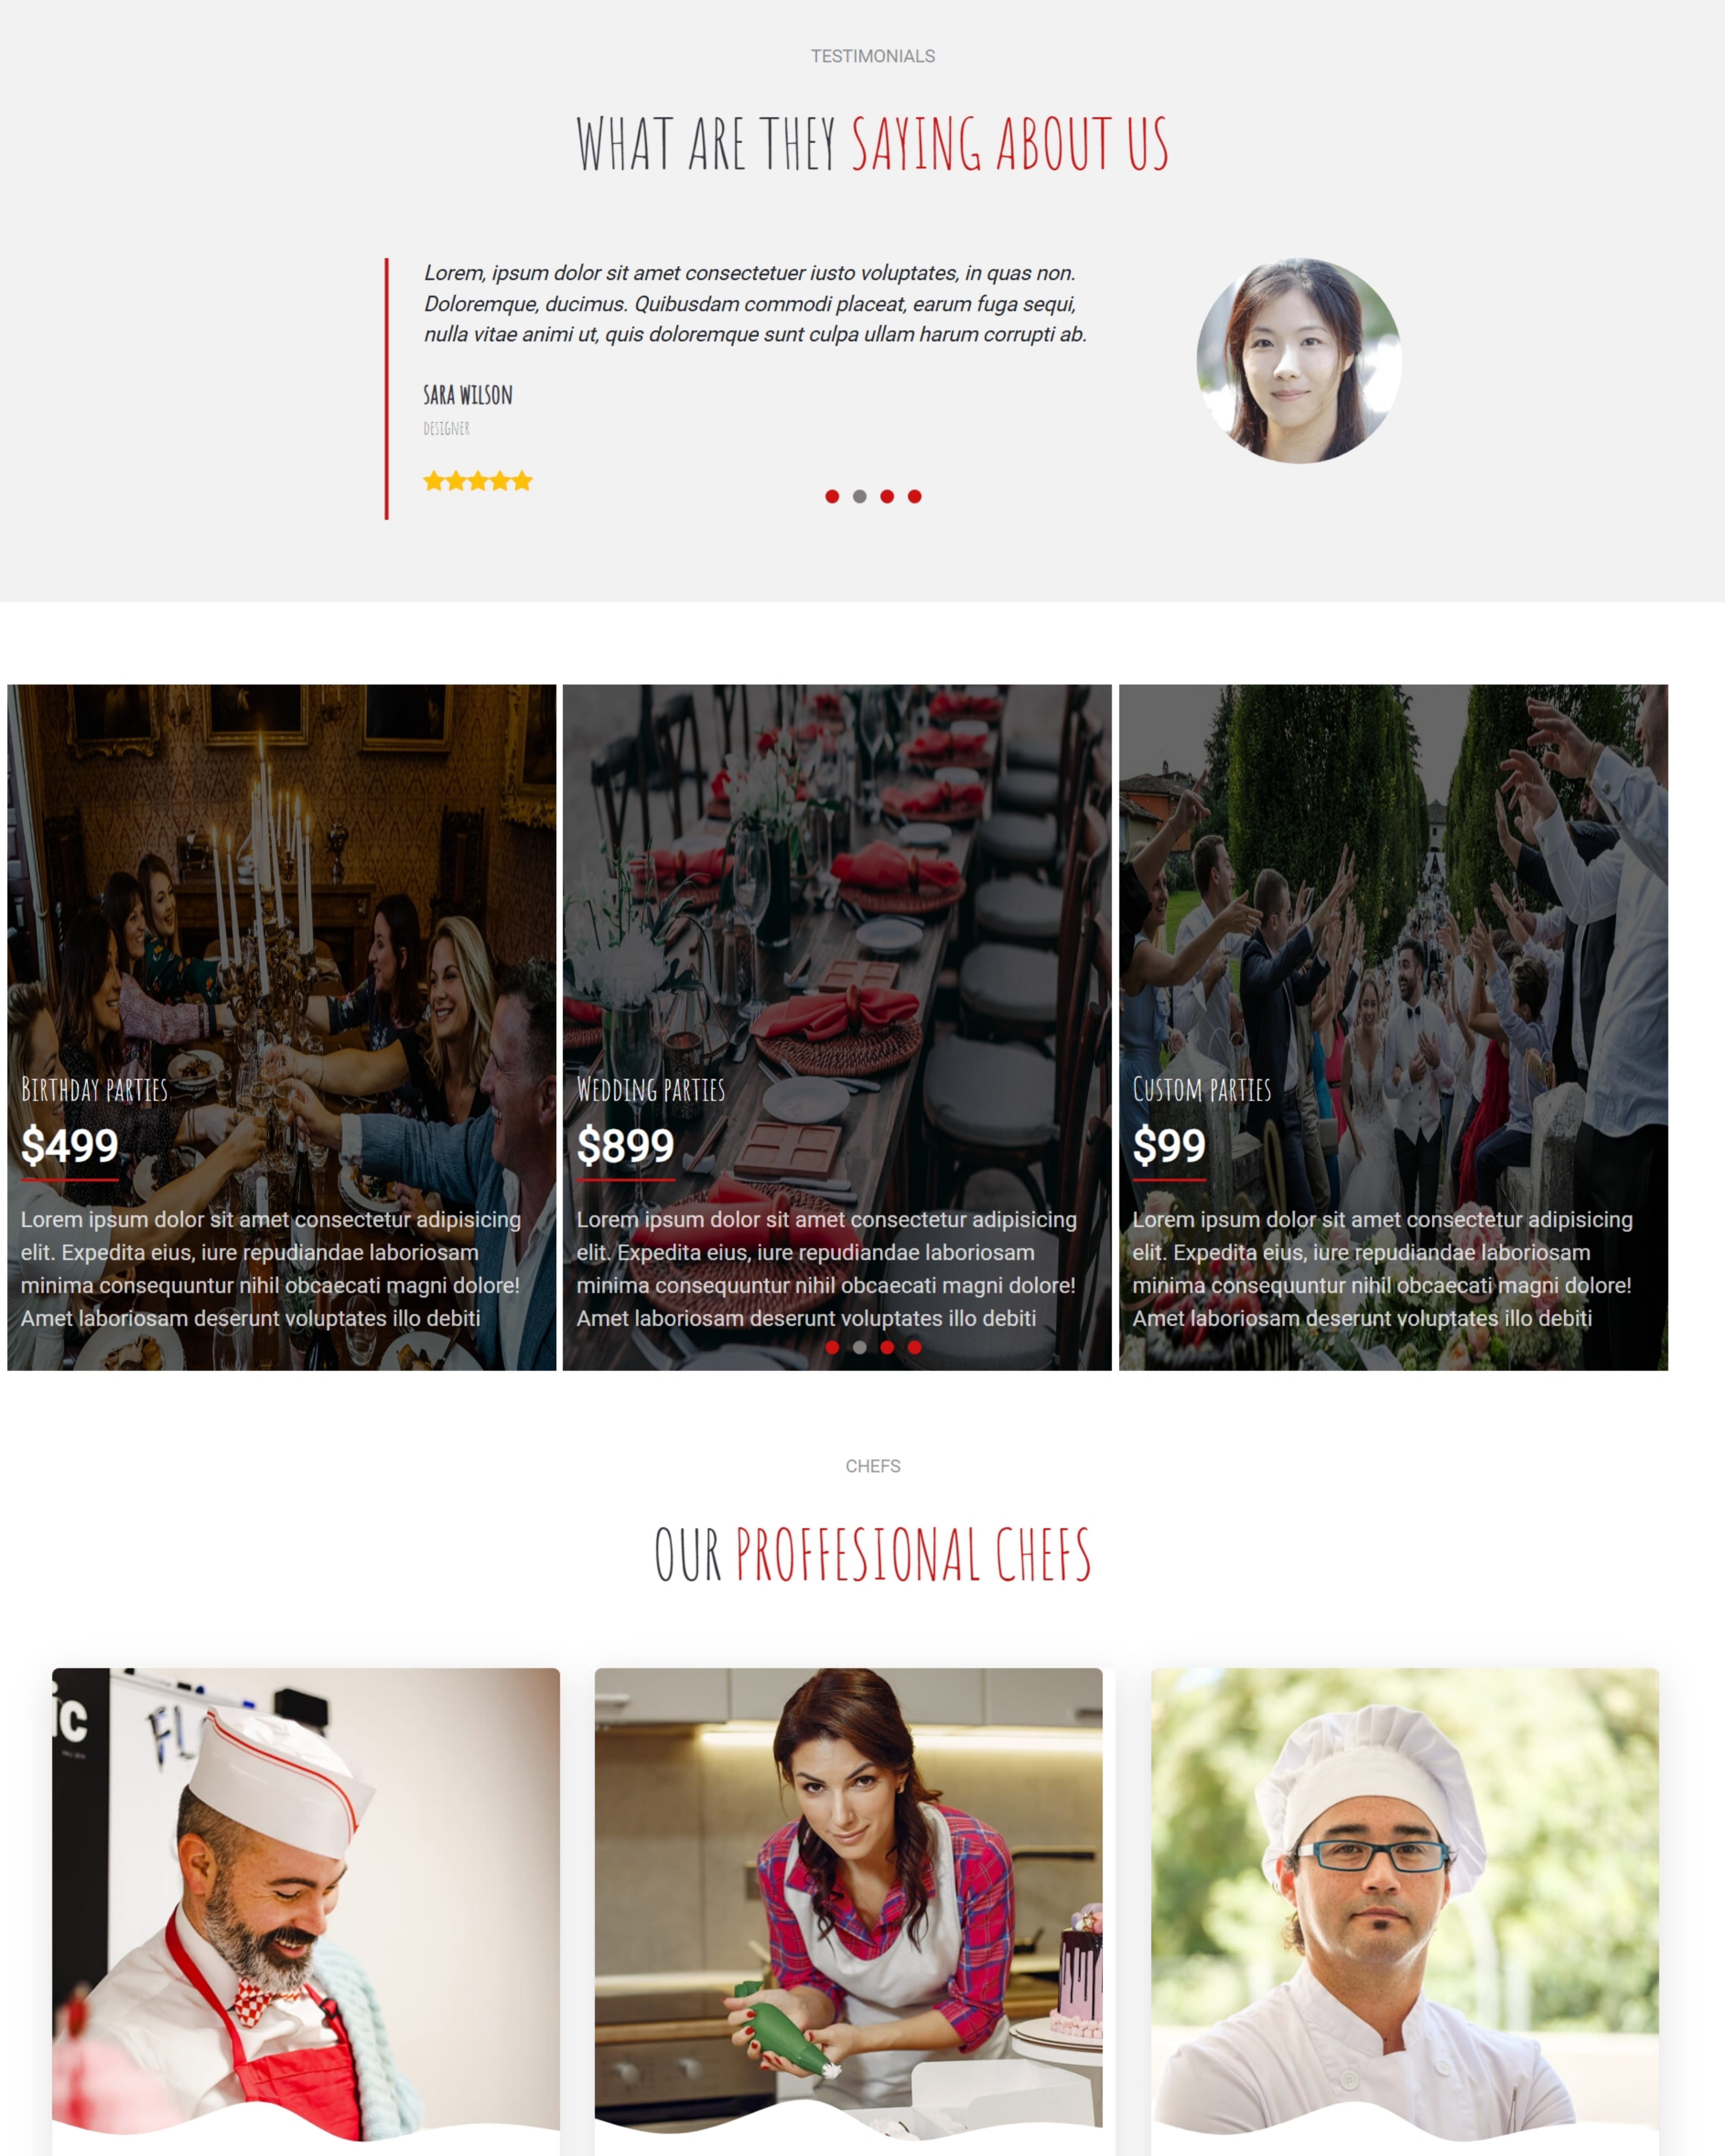 TESTIMONIALS
WHAT ARE THEY SAYING ABOUT US
Lorem, ipsum dolor sit amet consectetuer iusto voluptates, in quas non.
Doloremque, ducimus. Quibusdam commodi placeat, earum fuga sequi,
nulla vitae animi ut, quis doloremque sunt culpa ullam harum corrupti ab.
SARA WILSON
DESIGNER
BIRTHDAY PARTIES
$499
Lorem ipsum dolor sit amet consectetur adipisicing
elit. Expedita eius, iure repudiandae laboriosam
minima consequuntur nihil obcaecati magni dolore!
Amet laboriosam deserunt voluptates illo debiti
WEDDING PARTIES
$899
Lorem ipsum dolor sit amet consectetur adipisicing
elit. Expedita eius, iure repudiandae laboriosam
minima consequuntur nihil obcaecati magni dolore!
Amet laboriosam deserunt voluptates illo debiti
CUSTOM PARTIES
$99
Lorem ipsum dolor sit amet consectetur adipisicing
elit. Expedita eius, iure repudiandae laboriosam
minima consequuntur nihil obcaecati magni dolore!
Amet laboriosam deserunt voluptates illo debiti
CHEFS
OUR PROFFESIONAL CHEFS
ic
FL